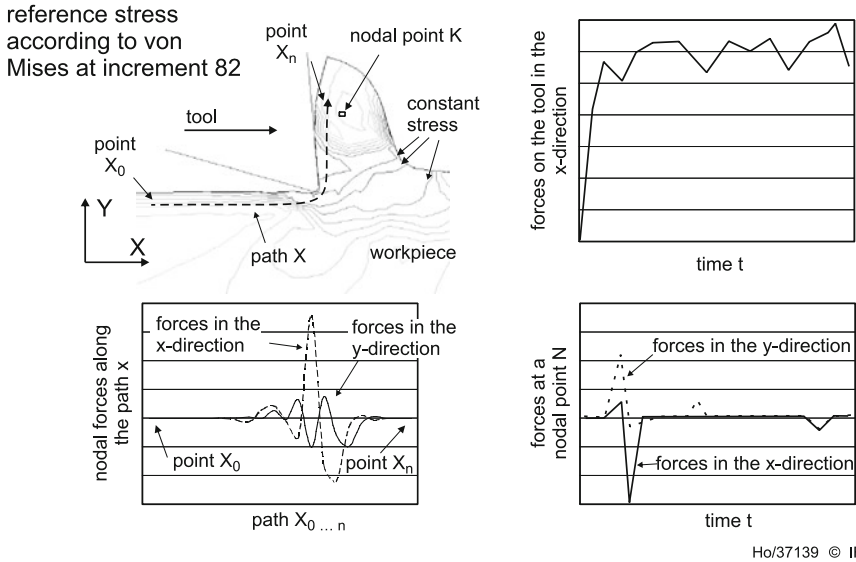 reference stress
according to von
Mises at increment 82
point
Xn
nodal point K
tool
constant
stress
point
X0
Y
X
path X
workpiece
forces on the tool in the
x-direction
time t
nodal forces along
the path x
forces in the
x-direction
forces in the
y-direction
point X0
point Xn
path X0 ... n
forces at a
nodal point N
forces in the y-direction
forces in the x-direction
time t
Ho/37139 ©